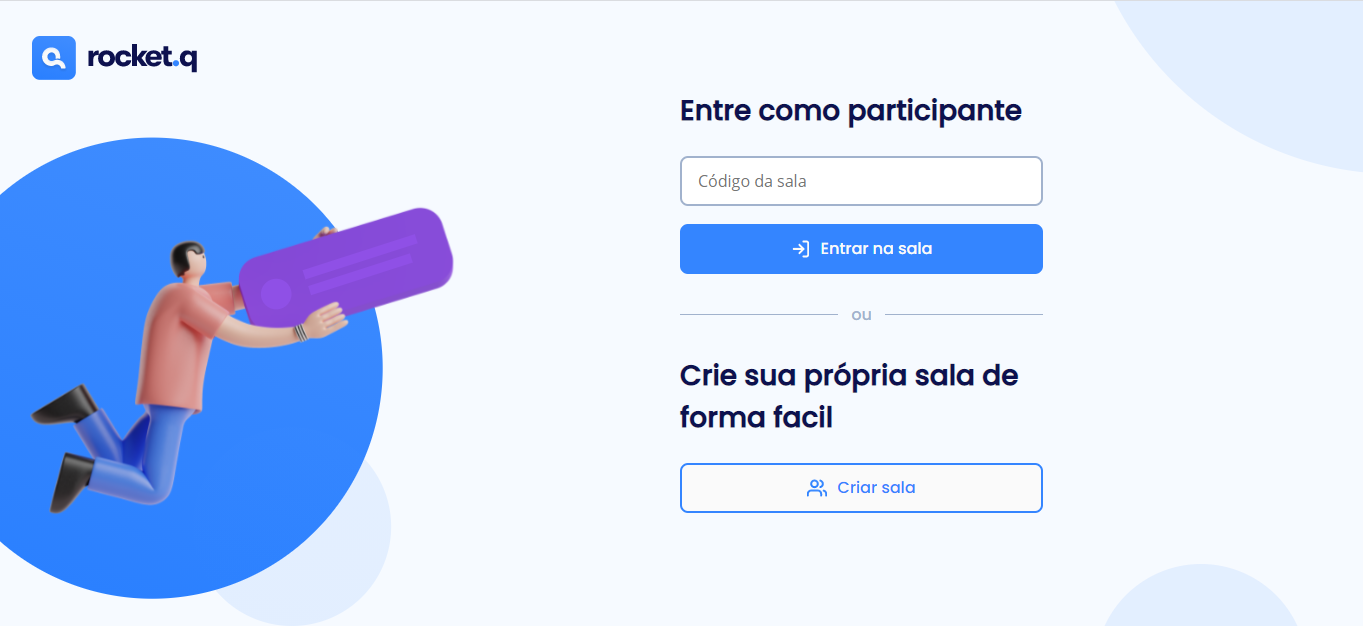 rocket.q
Entre como participante
Código da sala
Entrar na sala
ou
Crie sua própria sala de
forma facil
Criar sala